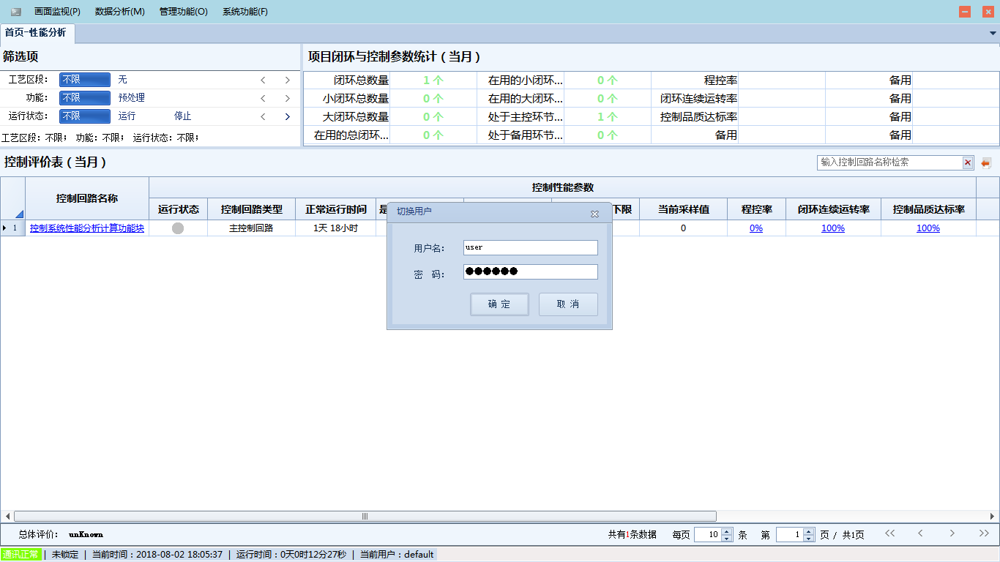 画面监视(P) 数据分析(M) 管理功能(O) 系统功能(F)
首页-性能分析
筛选项
工艺区段: 不限 无
功能: 不限 预处理
运行状态: 不限 运行 停止
工艺区段:不限; 功能:不限; 运行状态:不限;
项目闭环与控制参数统计（当月）
闭环总数量 1 个 在用的小闭环... 0 个 程控率 备用
小闭环总数量 0 个 在用的大闭环... 0 个 闭环连续运转率 备用
大闭环总数量 0 个 处于主控环节... 1 个 控制品质达标率 备用
在用的总闭环... 0 个 处于备用环节... 0 个 备用 备用
控制评价表（当月）
输入控制回路名称检索
控制回路名称 控制性能参数
运行状态 控制回路类型 正常运行时间 是 下限 当前采样值 程控率 闭环连续运转率 控制品质达标率
1 控制系统性能分析计算功能块 主控制回路 1天 18小时 0 0% 100% 100%
切换用户
用户名: user
密 码: ●●●●●●
确 定 取 消
总体评价: unKnown
共有1条数据 每页 10 条 第 1 页 / 共1页
通讯正常 | 未锁定 | 当前时间：2018-08-02 18:05:37 | 运行时间：0天0时12分27秒 | 当前用户：default